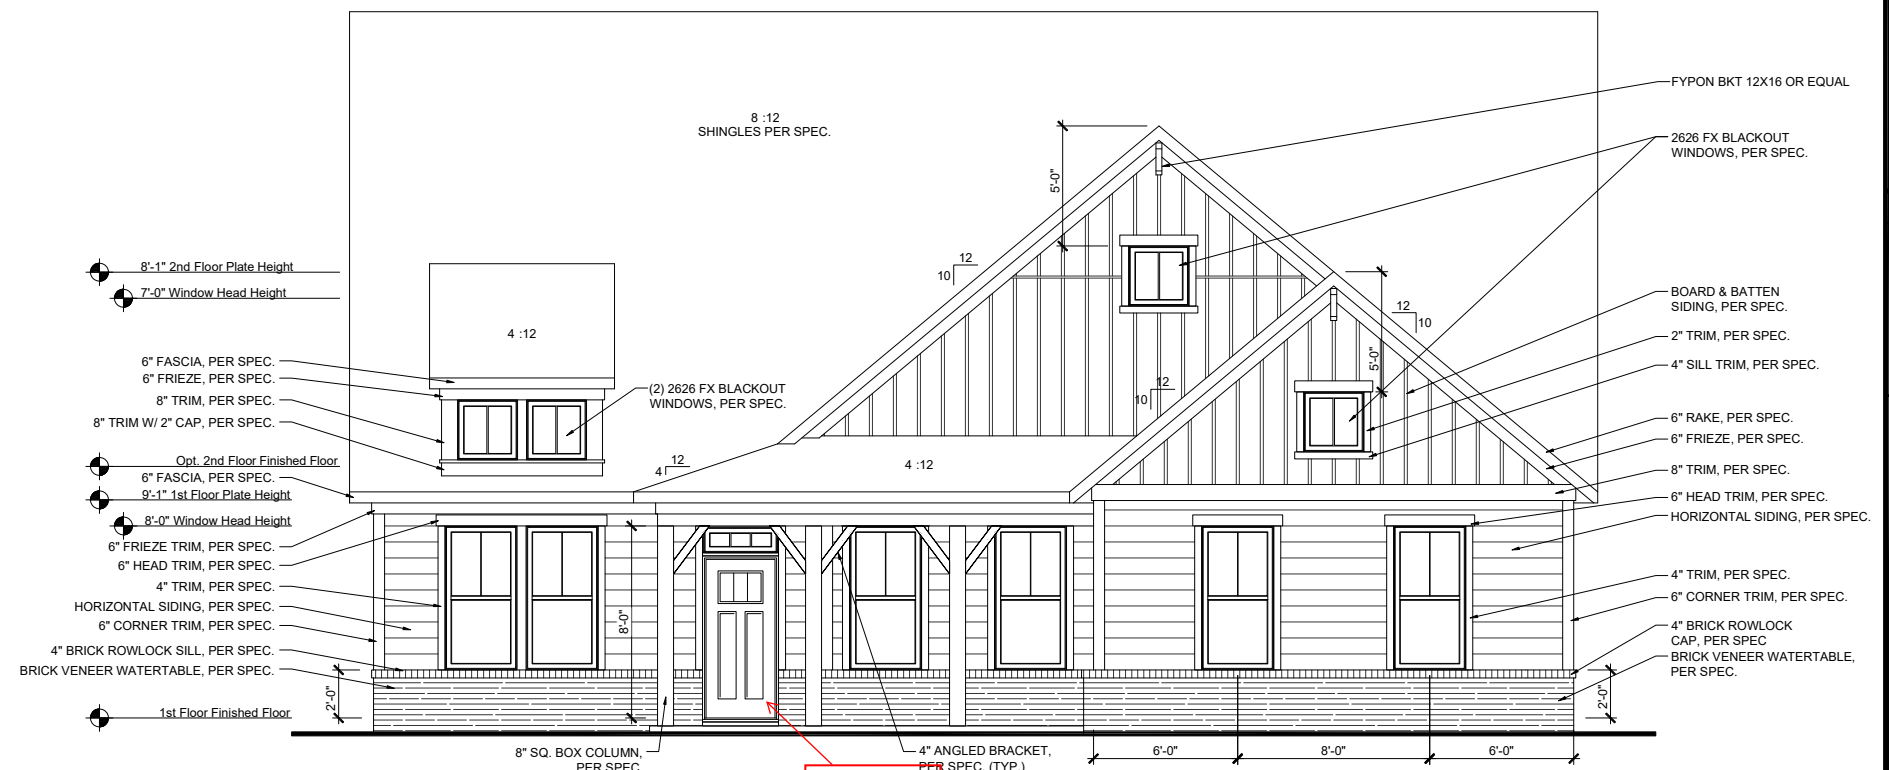 8 :12
SHINGLES PER SPEC.
FYPON BKT 12X16 OR EQUAL
2626 FX BLACKOUT
WINDOWS, PER SPEC.
5'-0"
12
10
8'-1" 2nd Floor Plate Height
7'-0" Window Head Height
4 :12
BOARD & BATTEN
SIDING, PER SPEC.
12
10
2" TRIM, PER SPEC.
4" SILL TRIM, PER SPEC.
5'-0"
6" FASCIA, PER SPEC.
6" FRIEZE, PER SPEC.
8" TRIM, PER SPEC.
8" TRIM W/ 2" CAP, PER SPEC.
(2) 2626 FX BLACKOUT
WINDOWS, PER SPEC.
12
10
6" RAKE, PER SPEC.
6" FRIEZE, PER SPEC.
8" TRIM, PER SPEC.
Opt. 2nd Floor Finished Floor
6" FASCIA, PER SPEC.
9'-1" 1st Floor Plate Height
8'-0" Window Head Height
12
4
4 :12
6" HEAD TRIM, PER SPEC.
HORIZONTAL SIDING, PER SPEC.
6" FRIEZE TRIM, PER SPEC.
6" HEAD TRIM, PER SPEC.
4" TRIM, PER SPEC.
HORIZONTAL SIDING, PER SPEC.
6" CORNER TRIM, PER SPEC.
4" BRICK ROWLOCK SILL, PER SPEC.
BRICK VENEER WATERTABLE, PER SPEC.
8'-0"
4" TRIM, PER SPEC.
6" CORNER TRIM, PER SPEC.
4" BRICK ROWLOCK
CAP, PER SPEC
BRICK VENEER WATERTABLE,
PER SPEC.
2'-0"
2'-0"
1st Floor Finished Floor
8" SQ. BOX COLUMN,
PER SPEC
4" ANGLED BRACKET,
PER SPEC. (TYP.)
6'-0"
8'-0"
6'-0"